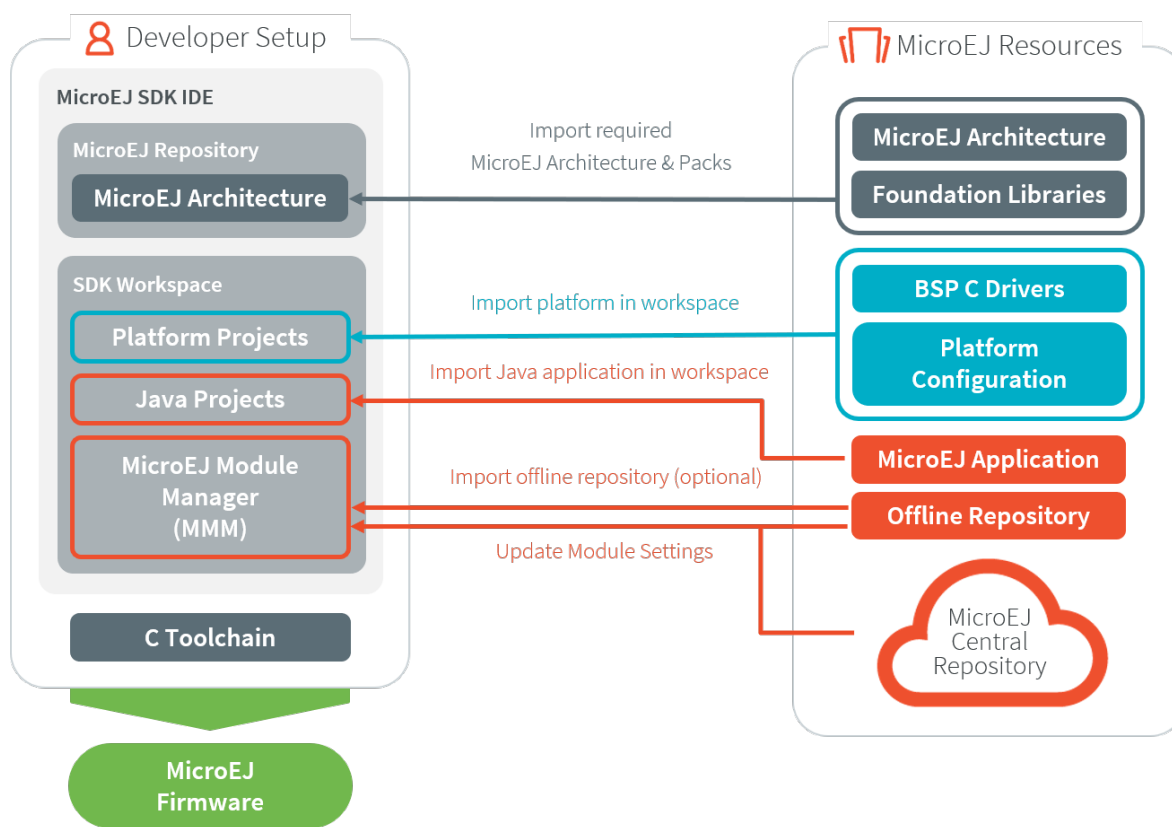 Developer Setup
MicroEJ SDK IDE
MicroEJ Repository
MicroEJ Architecture
SDK Workspace
Platform Projects
Java Projects
MicroEJ Module
Manager
(MMM)
C Toolchain
MicroEJ
Firmware
Import required
MicroEJ Architecture & Packs
Import platform in workspace
Import Java application in workspace
Import offline repository (optional)
Update Module Settings
MicroEJ Resources
MicroEJ Architecture
Foundation Libraries
BSP C Drivers
Platform
Configuration
MicroEJ Application
Offline Repository
MicroEJ
Central
Repository